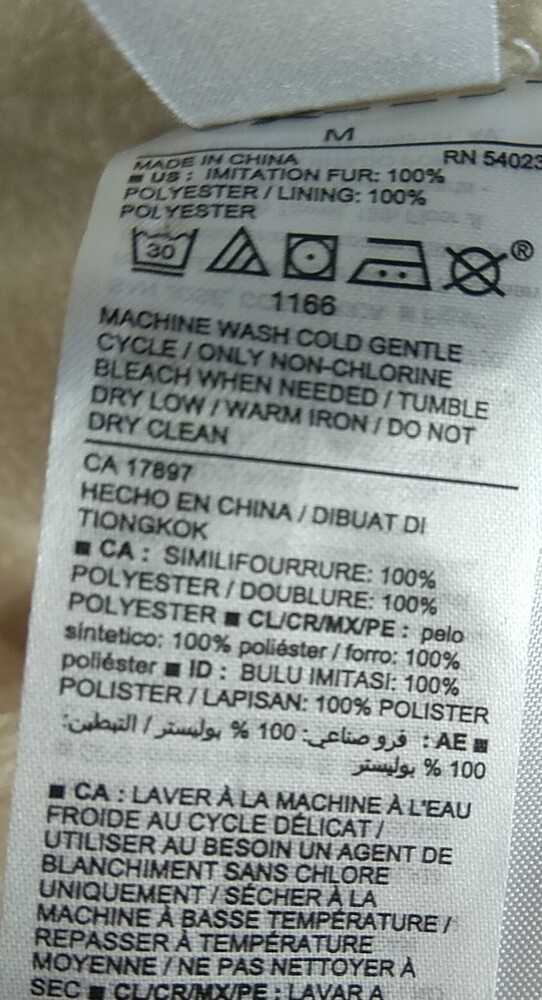 M
MADE IN CHINA RN 54023
■ US : IMITATION FUR: 100%
POLYESTER / LINING: 100%
POLYESTER
30
®
1166
MACHINE WASH COLD GENTLE
CYCLE / ONLY NON-CHLORINE
BLEACH WHEN NEEDED / TUMBLE
DRY LOW / WARM IRON / DO NOT
DRY CLEAN
CA 17897
HECHO EN CHINA / DIBUAT DI
TIONGKOK
■ CA : SIMILIFOURRURE: 100%
POLYESTER / DOUBLURE: 100%
POLYESTER ■ CL/CR/MX/PE : pelo
sintetico: 100% poliéster / forro: 100%
poliéster ■ ID : BULU IMITASI: 100%
POLISTER / LAPISAN: 100% POLISTER
■ AE : فرو صناعي: 100 % بوليستر / التبطين:
100 % بوليستر
■ CA : LAVER À LA MACHINE À L'EAU
FROIDE AU CYCLE DÉLICAT /
UTILISER AU BESOIN UN AGENT DE
BLANCHIMENT SANS CHLORE
UNIQUEMENT / SÉCHER À LA
MACHINE À BASSE TEMPÉRATURE /
REPASSER À TEMPÉRATURE
MOYENNE / NE PAS NETTOYER À
SEC ■ CL/CR/MX/PE : LAVAR A